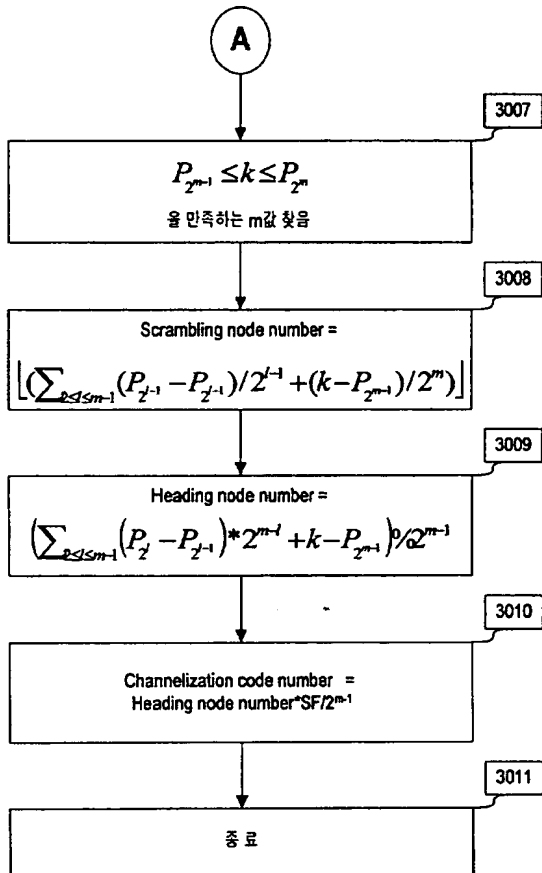 A
3007
P_{2^{m-1}} ≤ k ≤ P_{2^m}
을 만족하는 m값 찾음
3008
Scrambling node number =
⌊(∑_{2≤l≤m-1}(P_{2^{l-1}} − P_{2^{l-1}})/2^{l-1} + (k − P_{2^{m-1}})/2^m)⌋
3009
Heading node number =
(∑_{2≤l≤m-1}(P_{2^l} − P_{2^{l-1}})*2^{m-l} + k − P_{2^{m-1}})%2^{m-1}
3010
Channelization code number =
Heading node number*SF/2^{m-1}
3011
종 료